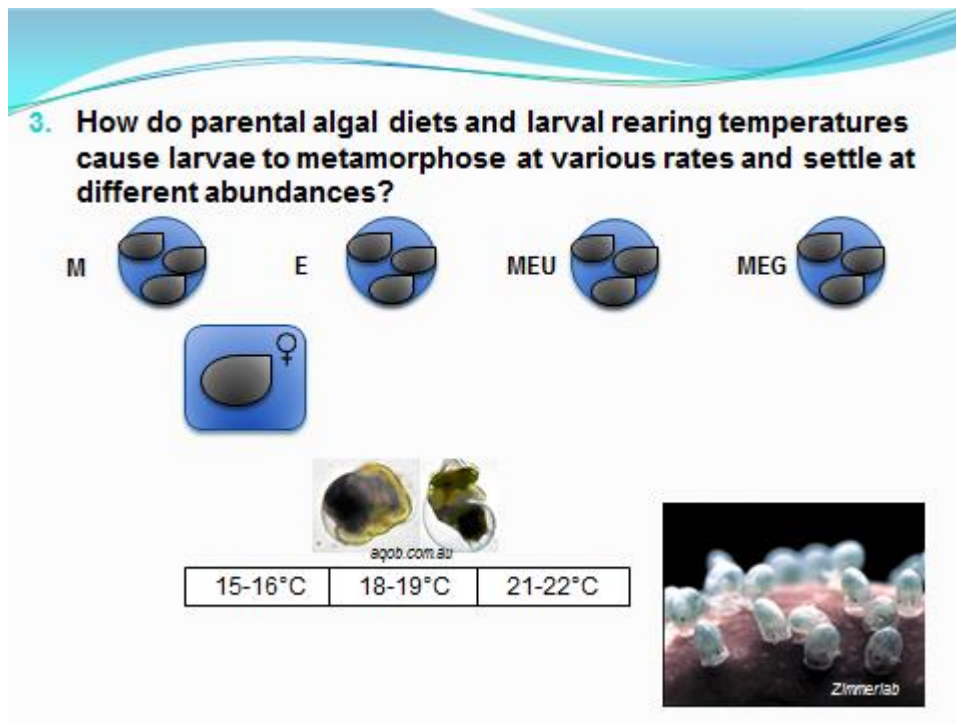 3. How do parental algal diets and larval rearing temperatures
cause larvae to metamorphose at various rates and settle at
different abundances?
M E MEU MEG
♀
aqob.com.au
15-16°C 18-19°C 21-22°C
Zimmerlab